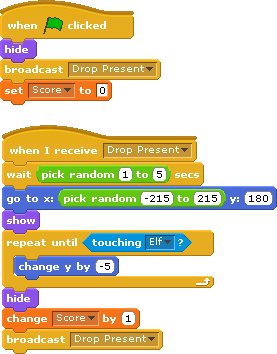 when clicked
hide
broadcast Drop Present
set Score to 0
when I receive Drop Present
wait pick random 1 to 5 secs
go to x: pick random -215 to 215 y: 180
show
repeat until touching Elf ?
change y by -5
hide
change Score by 1
broadcast Drop Present